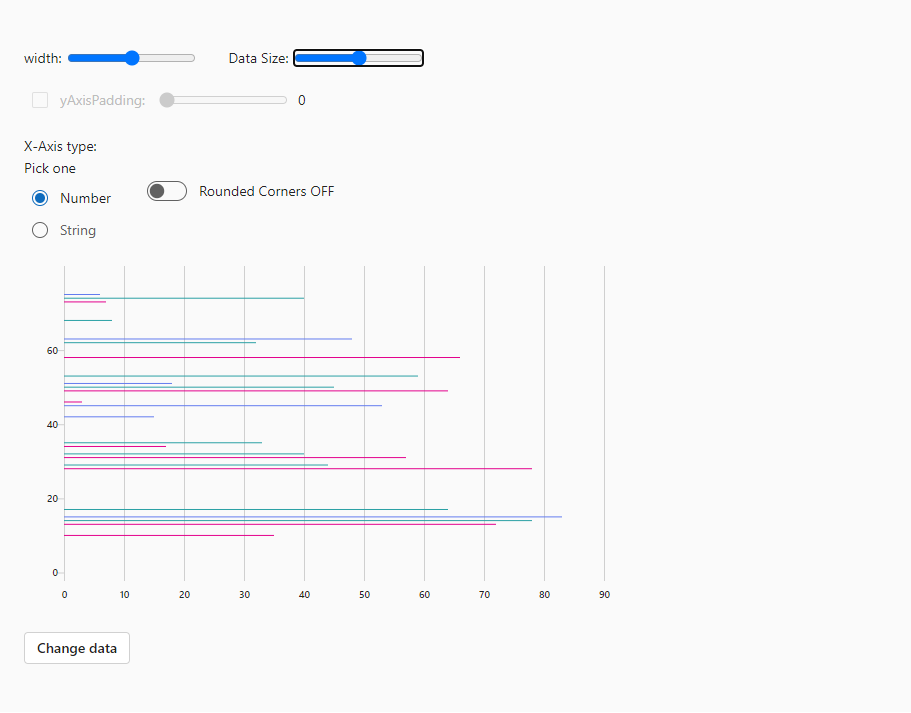 width: Data Size:
yAxisPadding: 0
X-Axis type:
Pick one
Number
Rounded Corners OFF
String
60
40
20
0
0 10 20 30 40 50 60 70 80 90
Change data